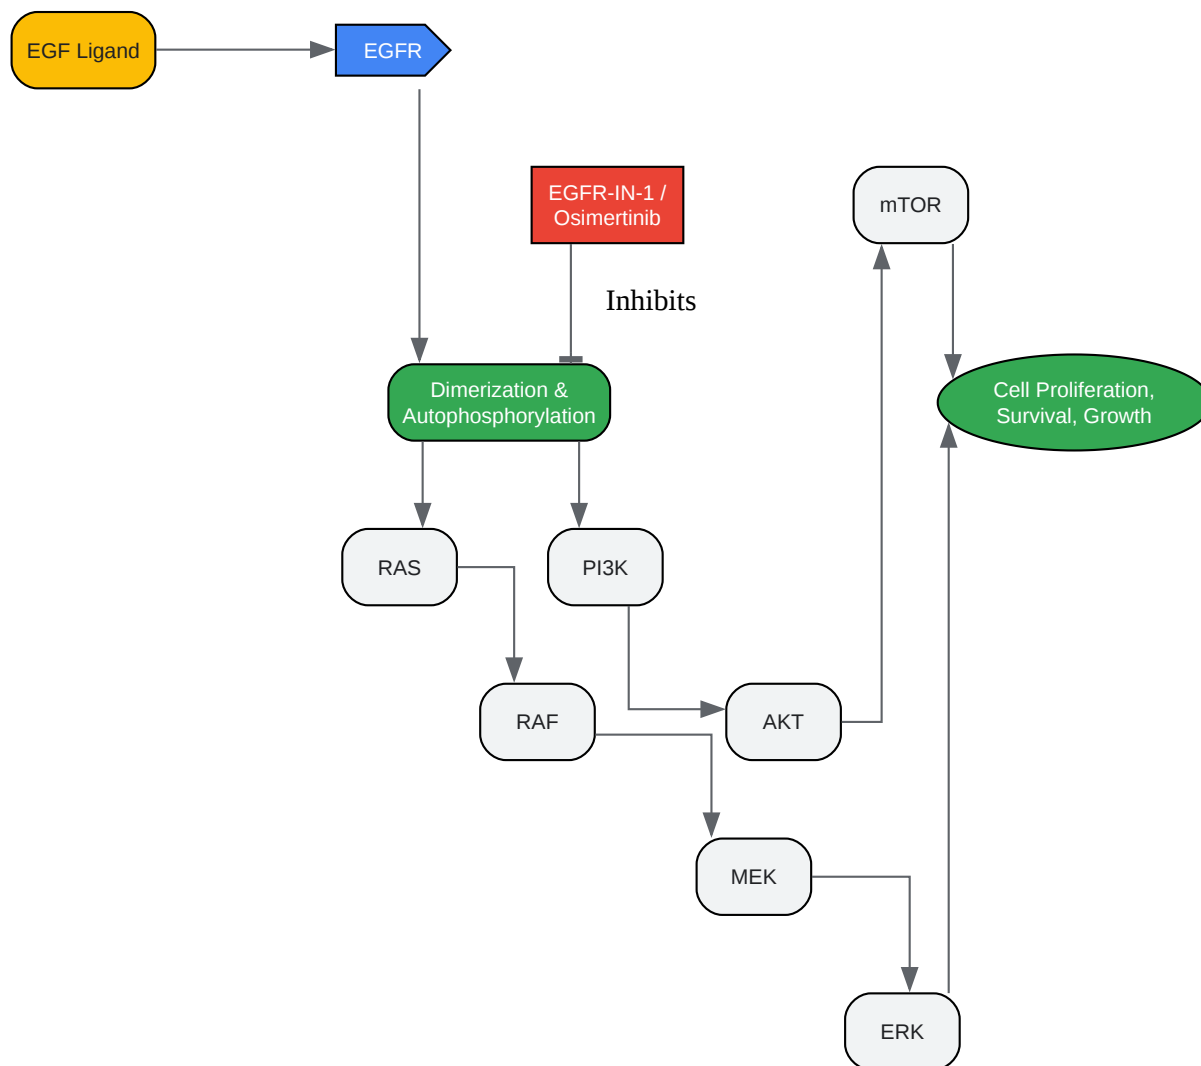 EGF Ligand
EGFR
EGFR-IN-1 /
Osimertinib
mTOR
Inhibits
Dimerization &
Autophosphorylation
Cell Proliferation,
Survival, Growth
RAS
PI3K
RAF
AKT
MEK
ERK